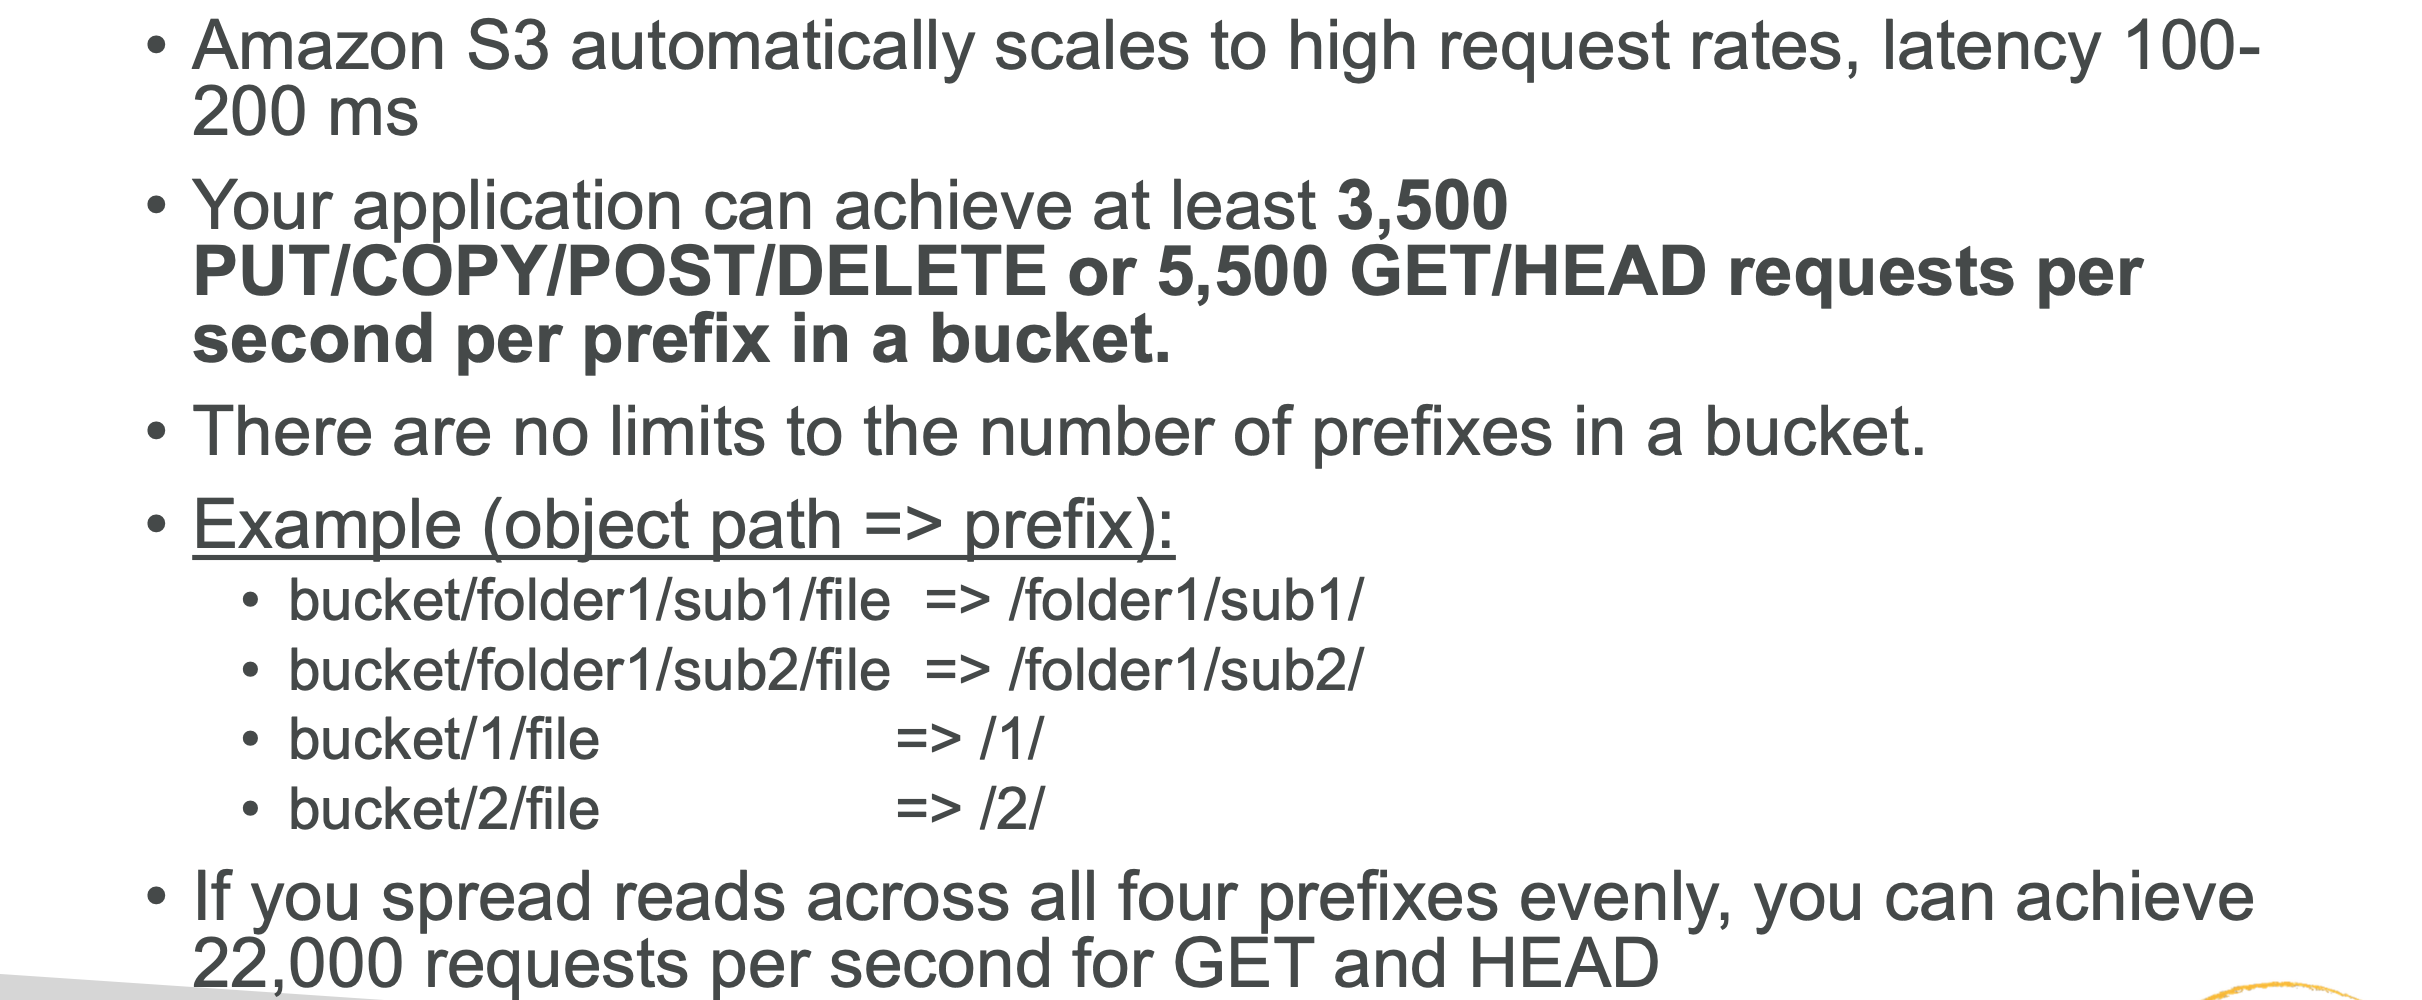 • Amazon S3 automatically scales to high request rates, latency 100-
200 ms
• Your application can achieve at least 3,500
PUT/COPY/POST/DELETE or 5,500 GET/HEAD requests per
second per prefix in a bucket.
• There are no limits to the number of prefixes in a bucket.
• Example (object path => prefix):
• bucket/folder1/sub1/file => /folder1/sub1/
• bucket/folder1/sub2/file => /folder1/sub2/
• bucket/1/file => /1/
• bucket/2/file => /2/
• If you spread reads across all four prefixes evenly, you can achieve
22,000 requests per second for GET and HEAD